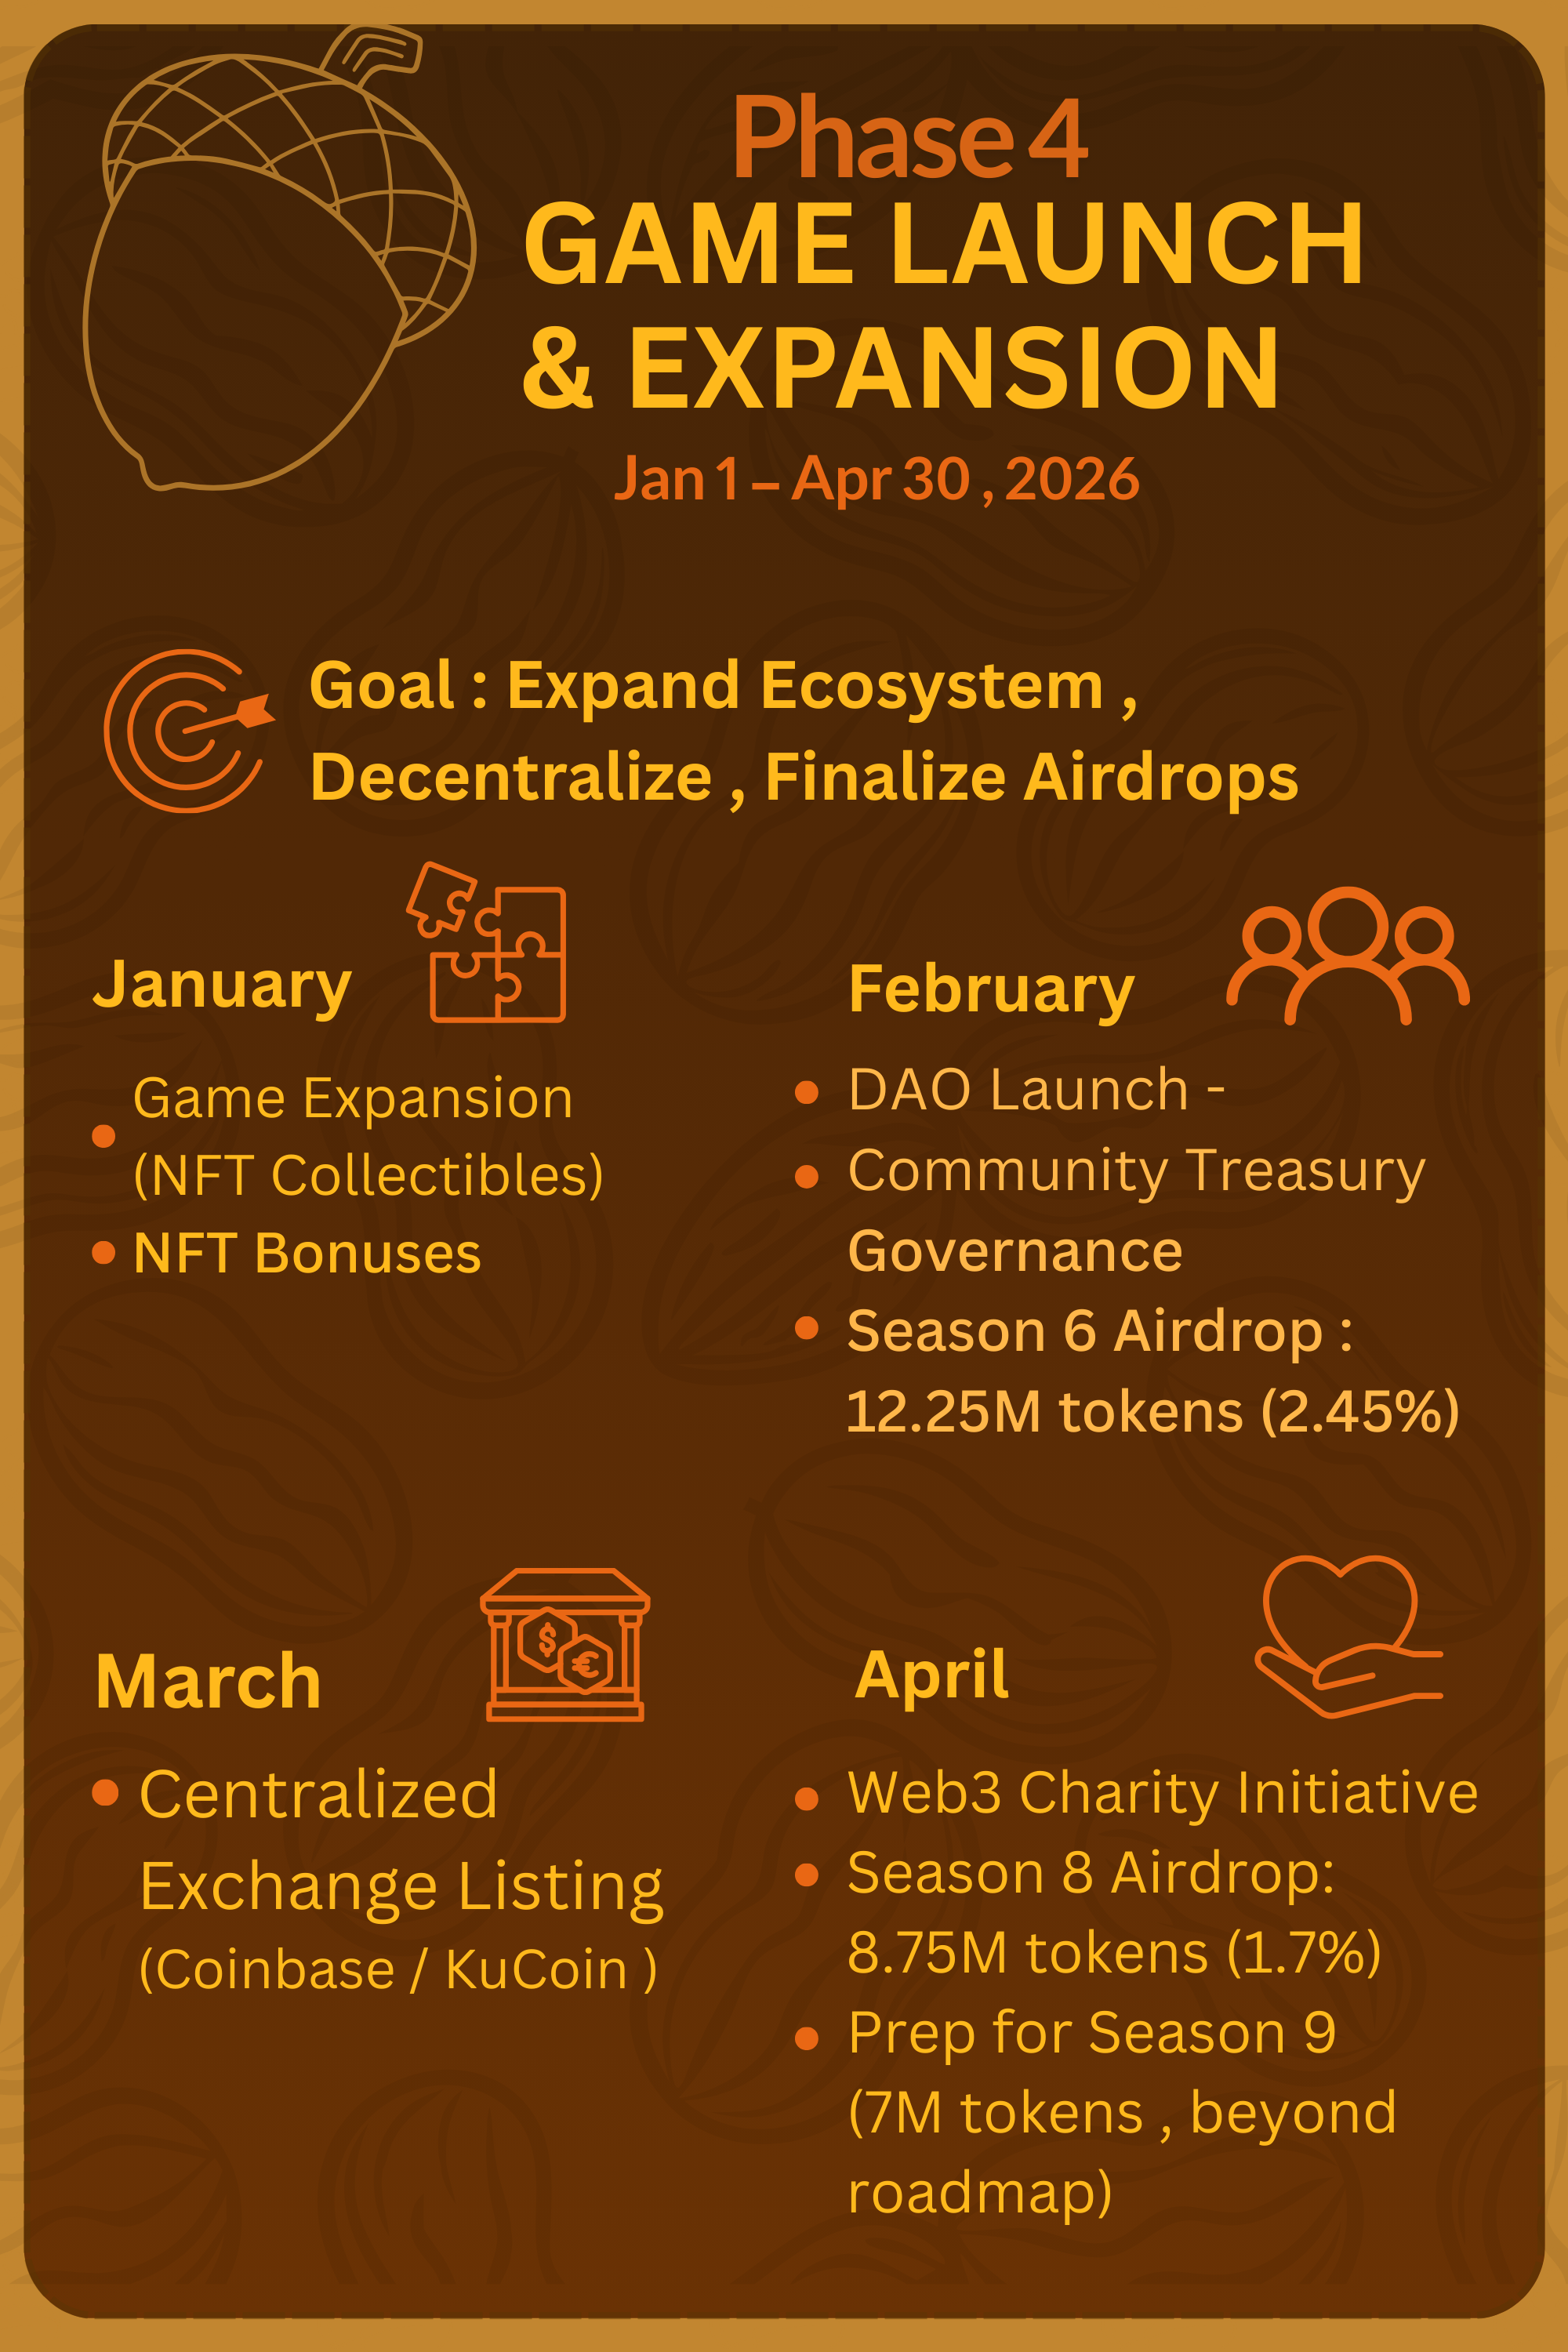 Phase 4
GAME LAUNCH
& EXPANSION
Jan 1 – Apr 30 , 2026
Goal : Expand Ecosystem ,
Decentralize , Finalize Airdrops
January
Game Expansion
(NFT Collectibles)
NFT Bonuses
February
DAO Launch -
Community Treasury
Governance
Season 6 Airdrop :
12.25M tokens (2.45%)
March
$
€
Centralized
Exchange Listing
(Coinbase / KuCoin )
April
Web3 Charity Initiative
Season 8 Airdrop:
8.75M tokens (1.7%)
Prep for Season 9
(7M tokens , beyond
roadmap)